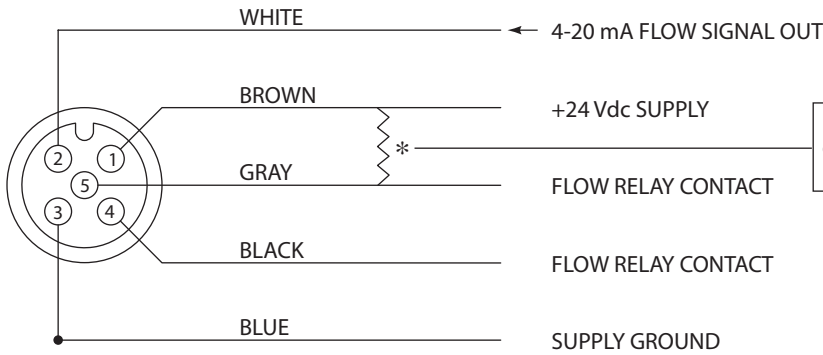 WHITE
4-20 mA FLOW SIGNAL OUT
BROWN
+24 Vdc SUPPLY
*
2
1
GRAY
5
FLOW RELAY CONTACT
3
4
BLACK
FLOW RELAY CONTACT
BLUE
SUPPLY GROUND